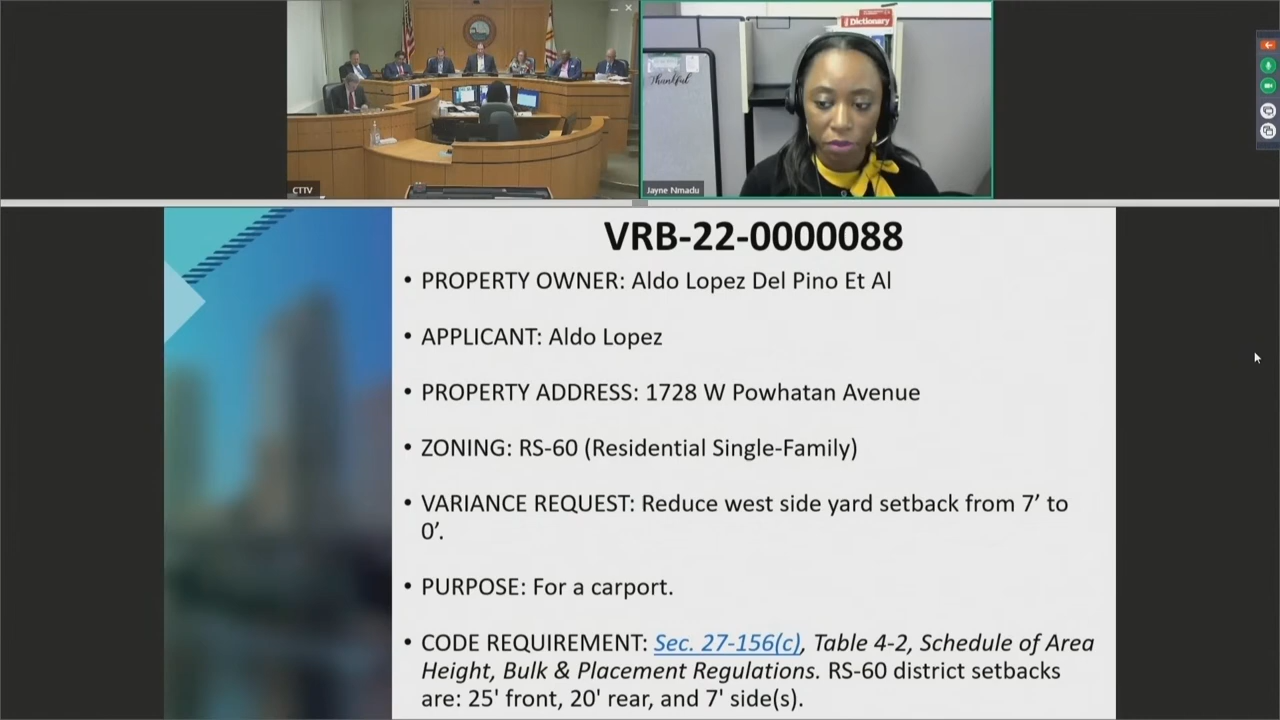 Dictionary
Thankful
CTTV
Jayne Nmadu
VRB-22-0000088
• PROPERTY OWNER: Aldo Lopez Del Pino Et Al
• APPLICANT: Aldo Lopez
• PROPERTY ADDRESS: 1728 W Powhatan Avenue
• ZONING: RS-60 (Residential Single-Family)
• VARIANCE REQUEST: Reduce west side yard setback from 7’ to
0’.
• PURPOSE: For a carport.
• CODE REQUIREMENT: Sec. 27-156(c), Table 4-2, Schedule of Area
Height, Bulk & Placement Regulations. RS-60 district setbacks
are: 25' front, 20' rear, and 7' side(s).